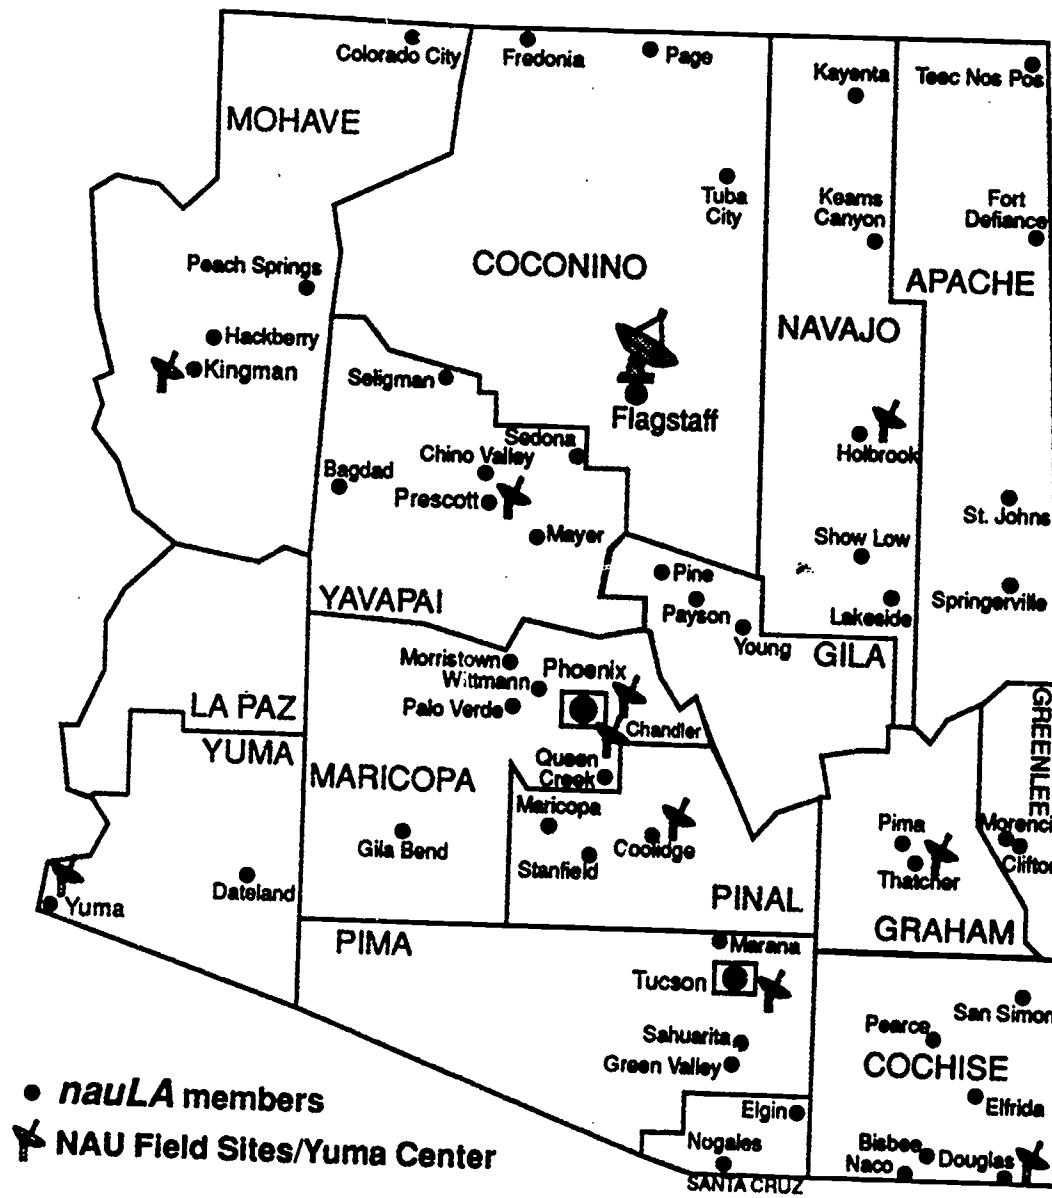 Colorado City
Fredonia
Page
Kayenta
Teec Nos Pos
MOHAVE
Tuba
City
Keams
Canyon
Fort
Defiance
Peach Springs
COCONINO
APACHE
Hackberry
NAVAJO
Kingman
Seligman
Flagstaff
Sedona
Holbrook
Chino Valley
Bagdad
Prescott
St. Johns
Mayer
Show Low
Pine
YAVAPAI
Payson
Lakeside
Springerville
Young
GILA
Morristown
Phoenix
Wittmann
LA PAZ
Palo Verde
GREENLEE
Chandler
YUMA
MARICOPA
Queen
Creek
Maricopa
Pima
Morenci
Gila Bend
Stanfield
Coolidge
Clifton
Thatcher
Dateland
Yuma
PINAL
GRAHAM
PIMA
Marana
Tucson
San Simon
Pearce
Sahuarita
Green Valley
COCHISE
nauLA members
Elgin
Elfrida
NAU Field Sites/Yuma Center
Nogales
Bisbee
Naco
Douglas
SANTA CRUZ